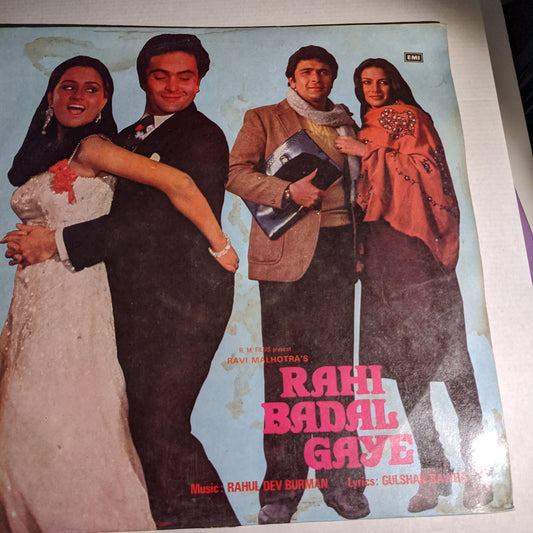 EMI
R. M. FILMS present
RAVI MALHOTRA'S
RAHI
BADAL
GAYE
Music: RAHUL DEV BURMAN Lyrics: GULSHAN